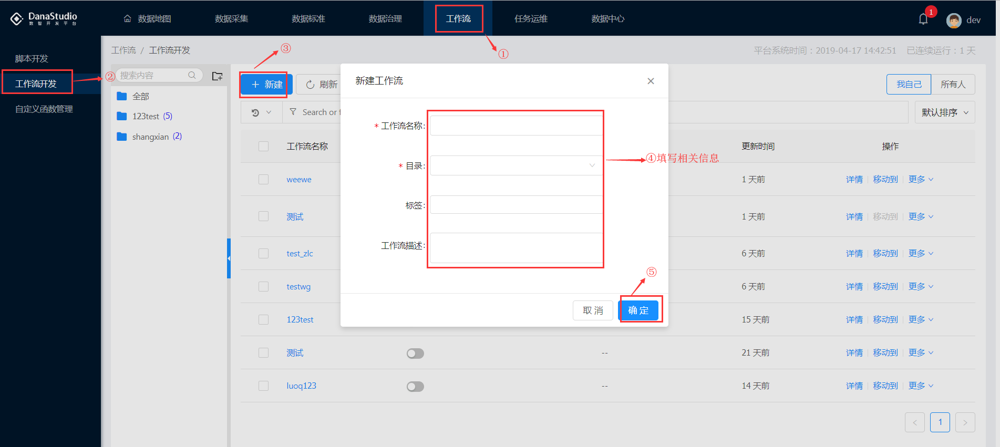 DanaStudio
数智开发平台
数据地图
数据采集
数据标准
数据治理
工作流
任务运维
数据中心
1
dev
①
脚本开发
工作流开发
自定义函数管理
②
工作流 / 工作流开发
平台系统时间：2019-04-17 14:42:51 已连续运行：1 天
搜索内容
全部
123test (5)
shangxian (2)
③
新建
刷新
我自己
所有人
Search or f
默认排序
工作流名称
更新时间
操作
weewe
1 天前
详情 移动到 更多
测试
1 天前
详情 移动到 更多
test_zlc
6 天前
详情 移动到 更多
testwg
6 天前
详情 移动到 更多
123test
15 天前
详情 移动到 更多
测试
--
21 天前
详情 移动到 更多
luoq123
--
14 天前
详情 移动到 更多
1
新建工作流
* 工作流名称:
* 目录:
标签:
工作流描述:
④填写相关信息
⑤
取 消
确 定